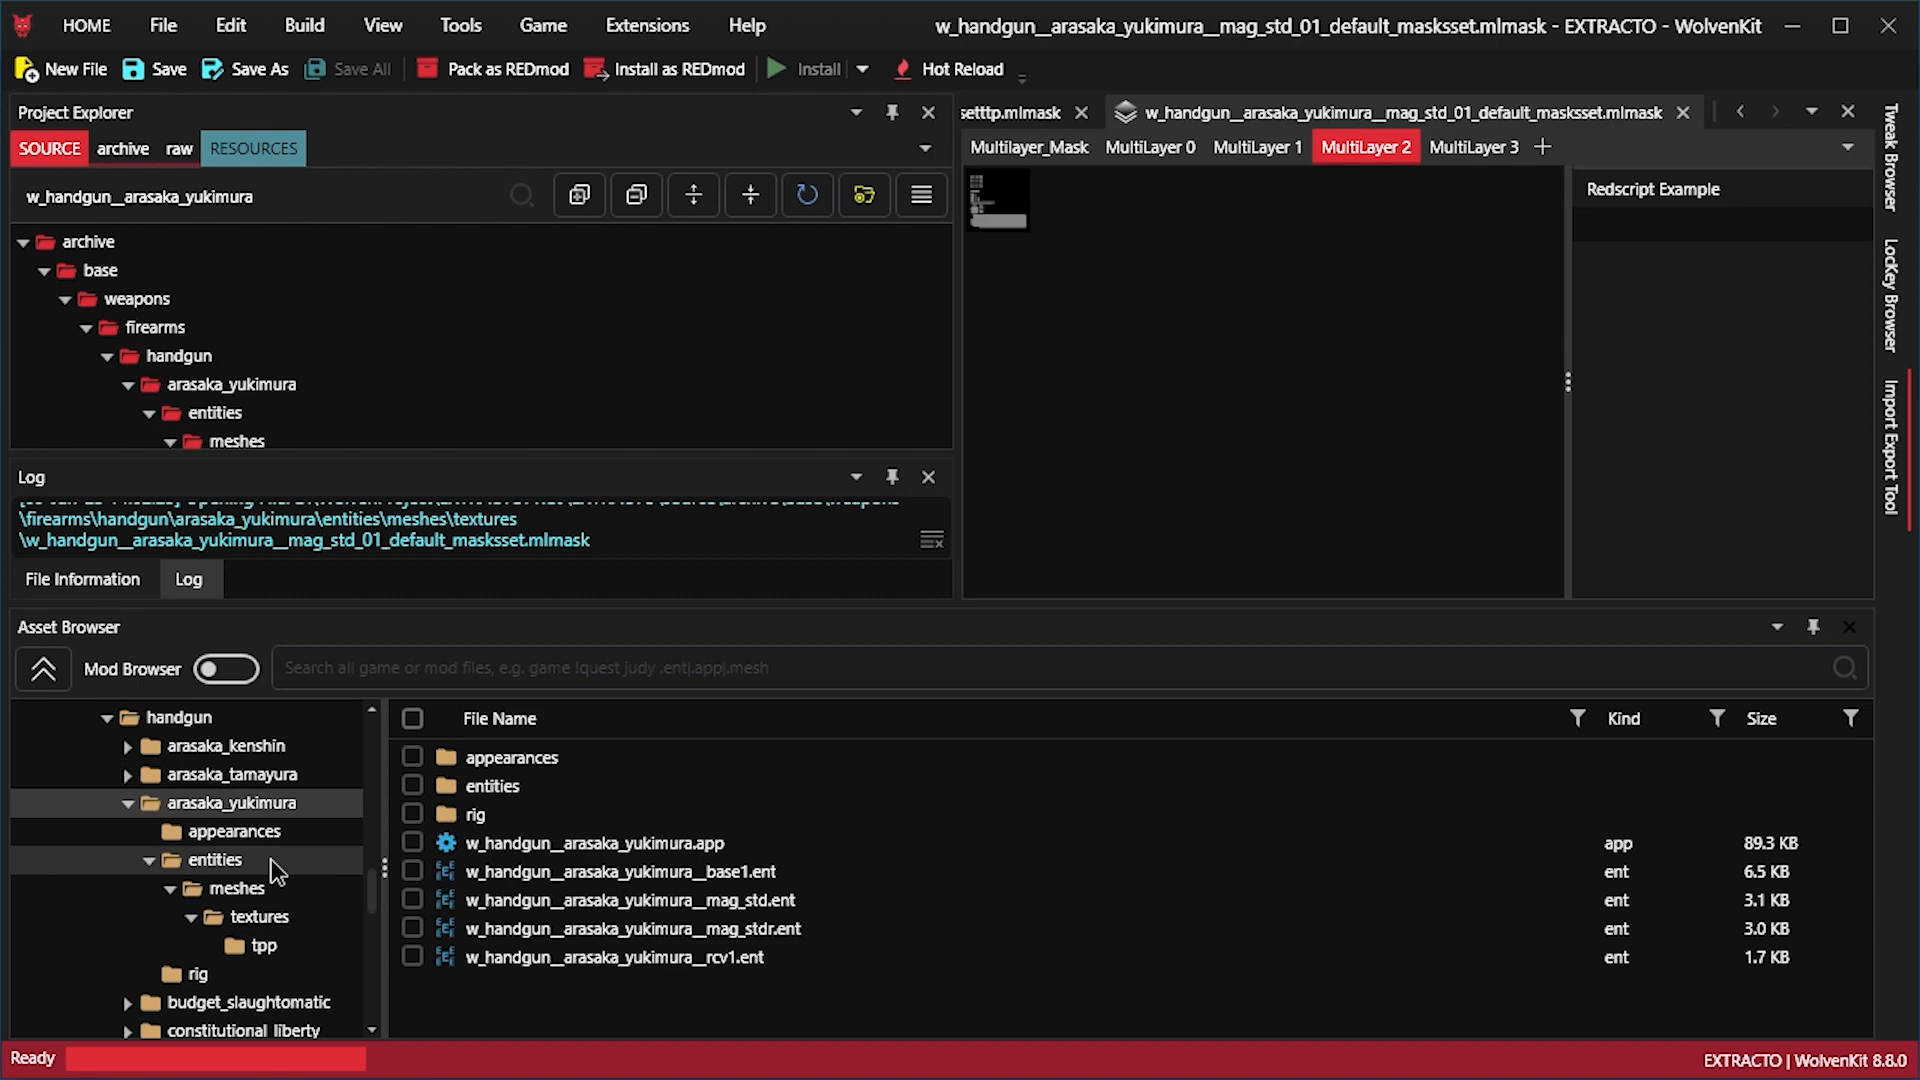 HOME File Edit Build View Tools Game Extensions Help w_handgun__arasaka_yukimura__mag_std_01_default_masksset.mlmask - EXTRACTO - WolvenKit
New File Save Save As Save All Pack as REDmod Install as REDmod Install Hot Reload
Project Explorer
SOURCE archive raw RESOURCES
w_handgun__arasaka_yukimura
archive
base
weapons
firearms
handgun
arasaka_yukimura
entities
meshes
Log
\firearms\handgun\arasaka_yukimura\entities\meshes\textures
\w_handgun__arasaka_yukimura__mag_std_01_default_masksset.mlmask
File Information Log
setttp.mlmask w_handgun__arasaka_yukimura__mag_std_01_default_masksset.mlmask
Multilayer_Mask MultiLayer 0 MultiLayer 1 MultiLayer 2 MultiLayer 3
Redscript Example
Tweak Browser
LocKey Browser
Import Export Tool
Asset Browser
Mod Browser Search all game or mod files, e.g. game !quest judy .ent|.app|.mesh
handgun
arasaka_kenshin
arasaka_tamayura
arasaka_yukimura
appearances
entities
meshes
textures
tpp
rig
budget_slaughtomatic
constitutional_liberty
File Name Kind Size
appearances
entities
rig
w_handgun__arasaka_yukimura.app app 89.3 KB
w_handgun__arasaka_yukimura__base1.ent ent 6.5 KB
w_handgun__arasaka_yukimura__mag_std.ent ent 3.1 KB
w_handgun__arasaka_yukimura__mag_stdr.ent ent 3.0 KB
w_handgun__arasaka_yukimura__rcv1.ent ent 1.7 KB
Ready EXTRACTO | WolvenKit 8.8.0